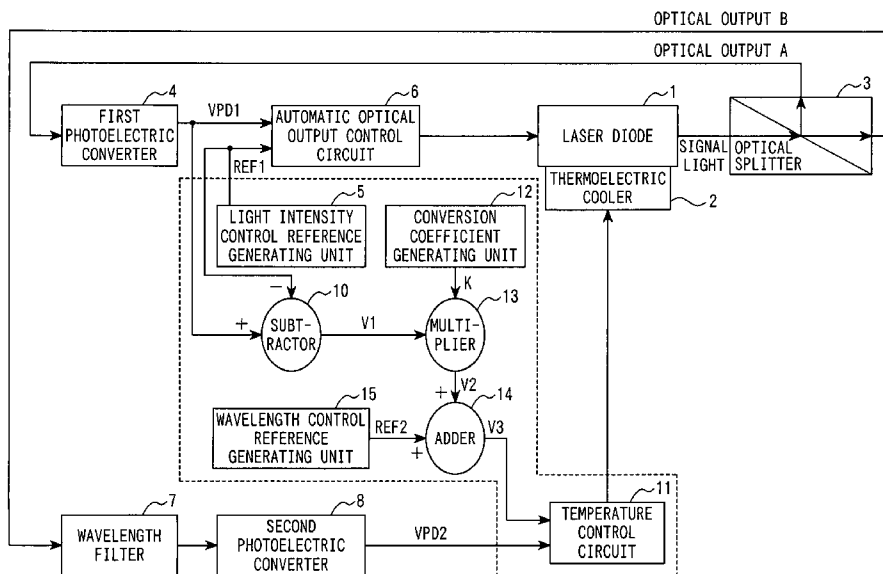 OPTICAL OUTPUT B
OPTICAL OUTPUT A
4
FIRST
PHOTOELECTRIC
CONVERTER
VPD1
REF1
6
AUTOMATIC OPTICAL
OUTPUT CONTROL
CIRCUIT
1
LASER DIODE
THERMOELECTRIC
COOLER
2
SIGNAL
LIGHT
3
OPTICAL
SPLITTER
5
LIGHT INTENSITY
CONTROL REFERENCE
GENERATING UNIT
12
CONVERSION
COEFFICIENT
GENERATING UNIT
K
−
+
10
SUBT-
RACTOR
V1
13
MULTI-
PLIER
V2
+
15
WAVELENGTH CONTROL
REFERENCE
GENERATING UNIT
REF2
+
14
ADDER
V3
7
WAVELENGTH
FILTER
8
SECOND
PHOTOELECTRIC
CONVERTER
VPD2
11
TEMPERATURE
CONTROL
CIRCUIT